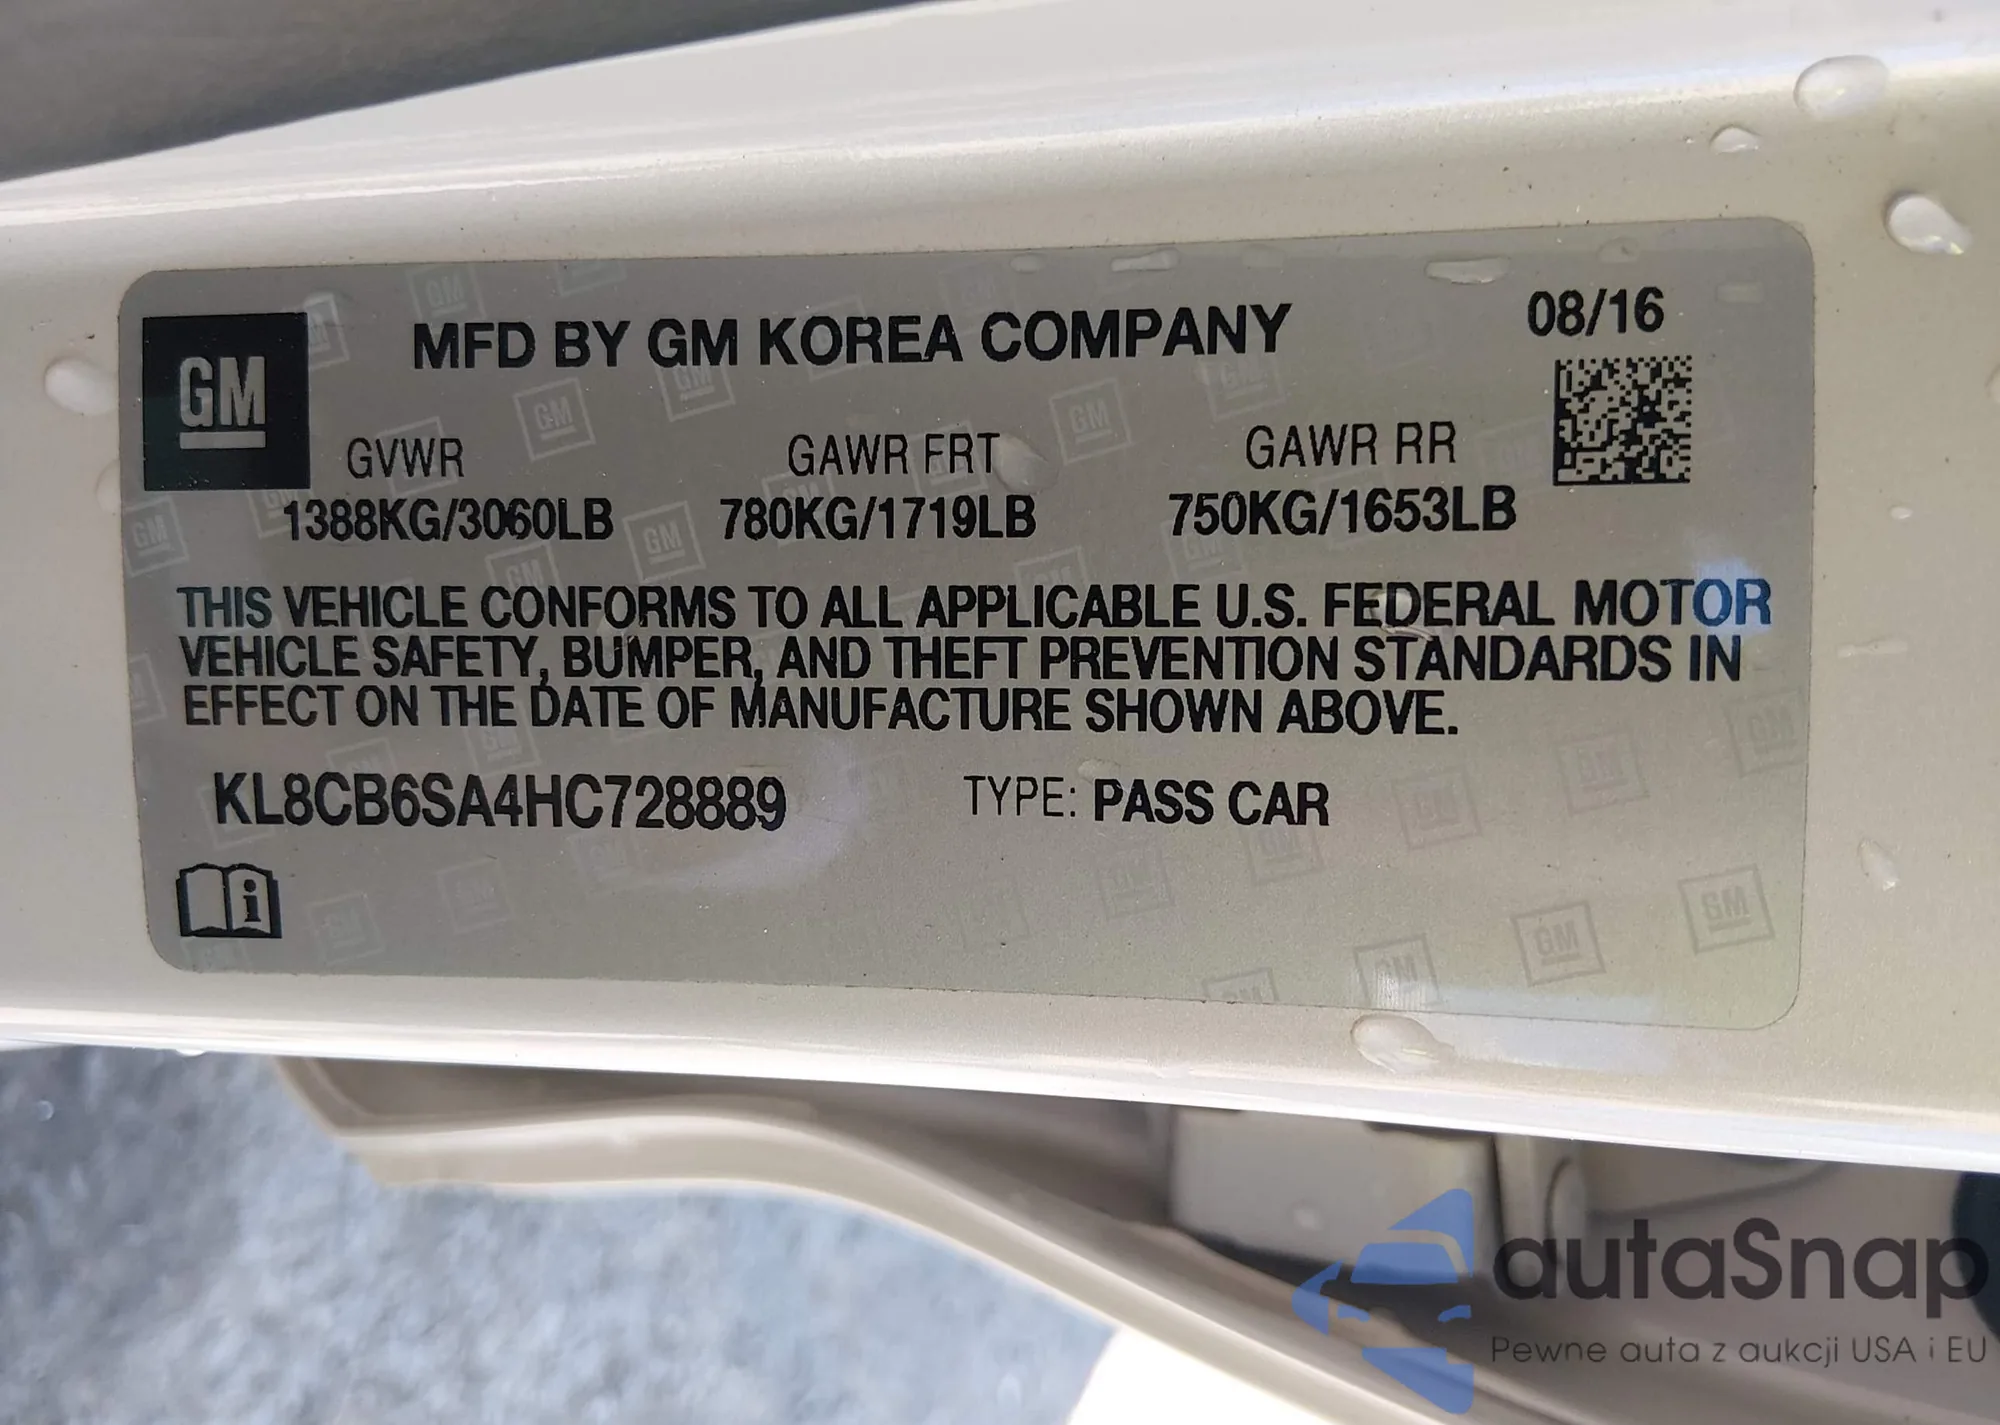 GM
MFD BY GM KOREA COMPANY
08/16
GVWR
GAWR FRT
GAWR RR
1388KG/3060LB
780KG/1719LB
750KG/1653LB
THIS VEHICLE CONFORMS TO ALL APPLICABLE U.S. FEDERAL MOTOR
VEHICLE SAFETY, BUMPER, AND THEFT PREVENTION STANDARDS IN
EFFECT ON THE DATE OF MANUFACTURE SHOWN ABOVE.
KL8CB6SA4HC728889
TYPE: PASS CAR
autaSnap
Pewne auta z aukcji USA i EU